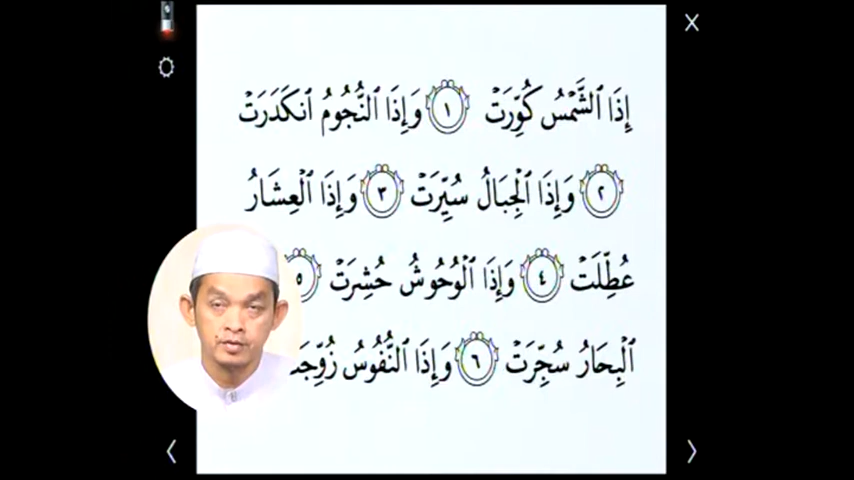 إِذَا ٱلشَّمْسُ كُوِّرَتْ ١ وَإِذَا ٱلنُّجُومُ ٱنكَدَرَتْ
٢ وَإِذَا ٱلْجِبَالُ سُيِّرَتْ ٣ وَإِذَا ٱلْعِشَارُ
عُطِّلَتْ ٤ وَإِذَا ٱلْوُحُوشُ حُشِرَتْ ٥
ٱلْبِحَارُ سُجِّرَتْ ٦ وَإِذَا ٱلنُّفُوسُ